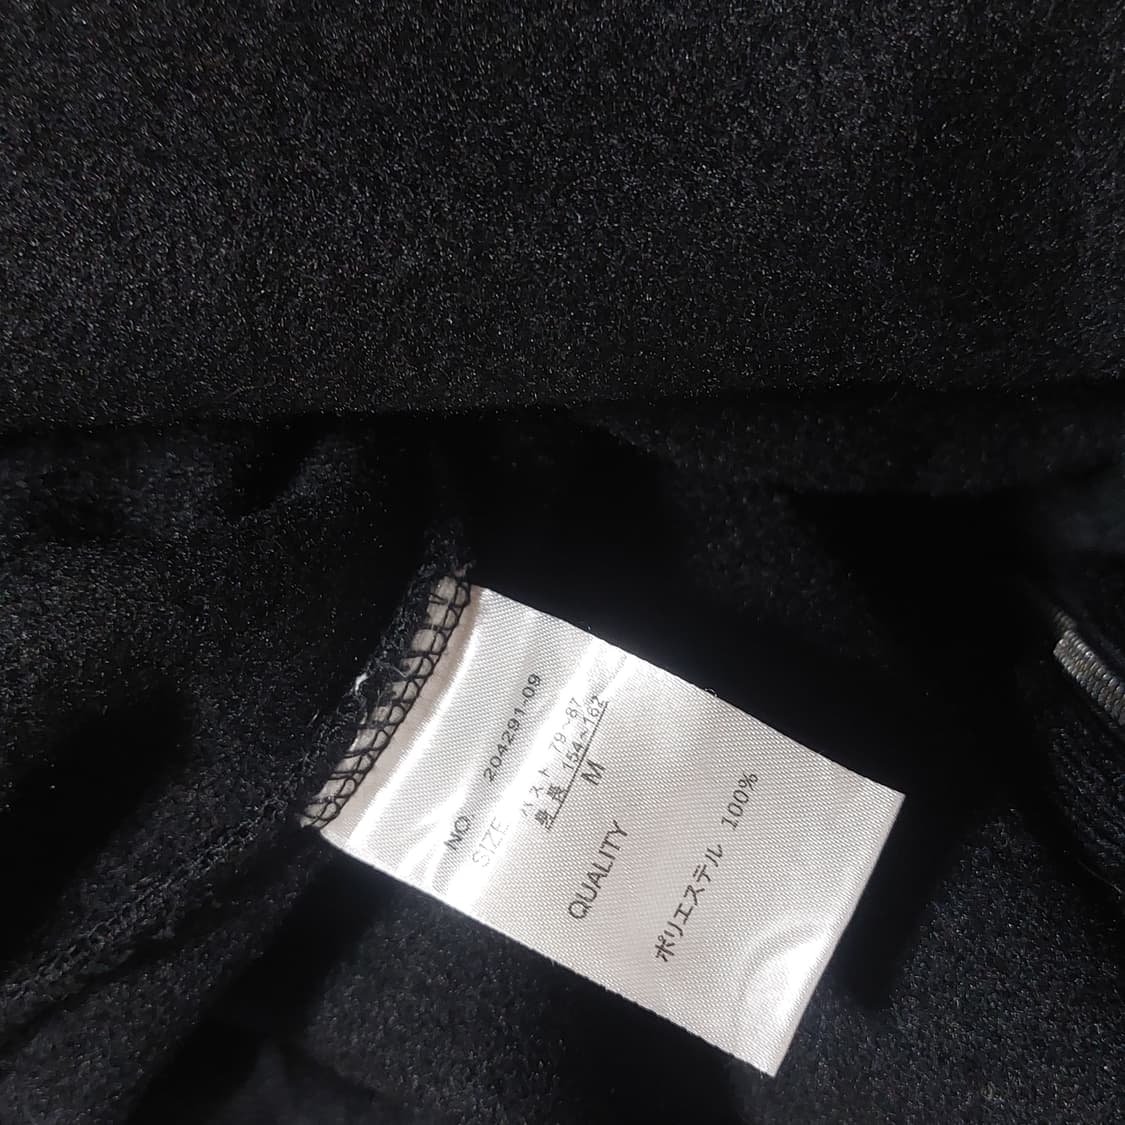 NO. 204291-09
SIZE バスト 79~87
身長 154~162
M
QUALITY
ポリエステル 100%